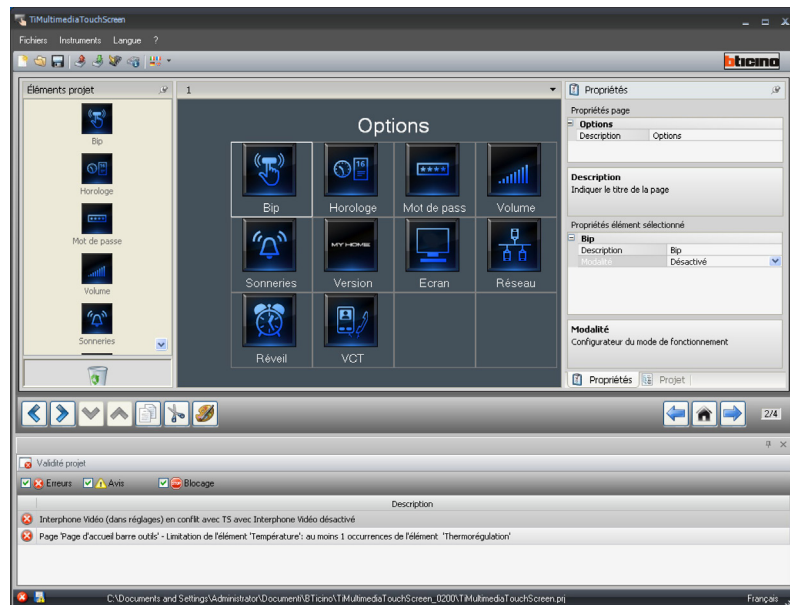 TiMultimediaTouchScreen
Fichiers Instruments Langue ?
bticino
Éléments projet
1
Propriétés
Bip
Horologe
Mot de passe
Volume
Sonneries
Options
16
Bip Horologe Mot de pass Volume
MY HOME
Sonneries Version Ecran Réseau
Réveil VCT
Propriétés page
Options
Description Options
Description
Indiquer le titre de la page
Propriétés élément sélectionné
Bip
Description Bip
Modalité Désactivé
Modalité
Configurateur du mode de fonctionnement
Propriétés Projet
2/4
Validité projet
Erreurs Avis Blocage
Description
Interphone Vidéo (dans réglages) en conflit avec TS avec Interphone Vidéo désactivé
Page 'Page d'accueil barre outils' - Limitation de l'élément 'Température': au moins 1 occurrences de l'élément 'Thermorégulation'
C:\Documents and Settings\Administrator\Documenti\BTicino\TiMultimediaTouchScreen_0200\TiMultimediaTouchScreen.prj
Français